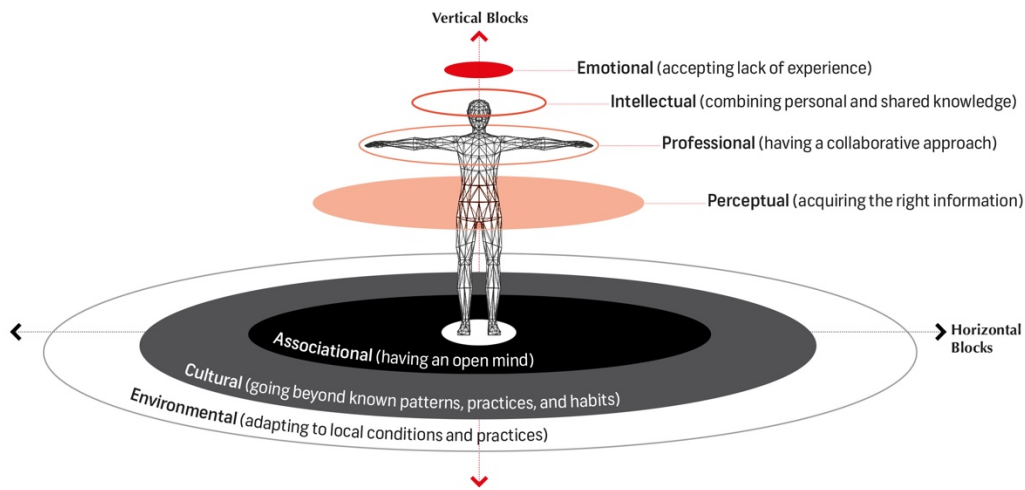 Vertical Blocks
Emotional (accepting lack of experience)
Intellectual (combining personal and shared knowledge)
Professional (having a collaborative approach)
Perceptual (acquiring the right information)
Horizontal
Blocks
Associational (having an open mind)
Cultural (going beyond known patterns, practices, and habits)
Environmental (adapting to local conditions and practices)